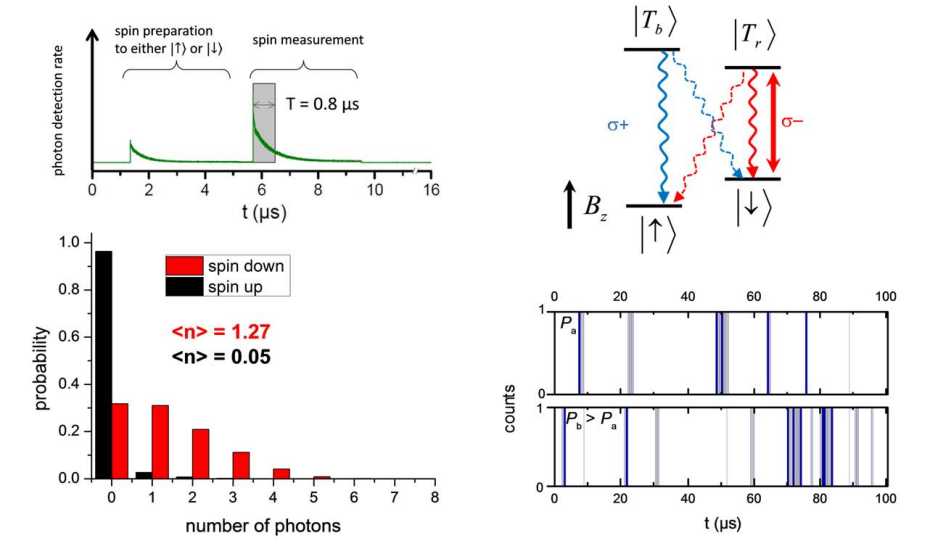 spin preparation
to either |↑⟩ or |↓⟩
spin measurement
T = 0.8 µs
photon detection rate
0 2 4 6 8 10 16
t (µs)
|T_b⟩
|T_r⟩
σ+
σ−
B_z
|↑⟩
|↓⟩
1.0
0.8
0.6
0.4
0.2
0.0
probability
spin down
spin up
<n> = 1.27
<n> = 0.05
0 1 2 3 4 5 6 7 8
number of photons
0 20 40 60 80 100
1
0
P_a
counts
1
0
P_b > P_a
0 20 40 60 80 100
t (µs)